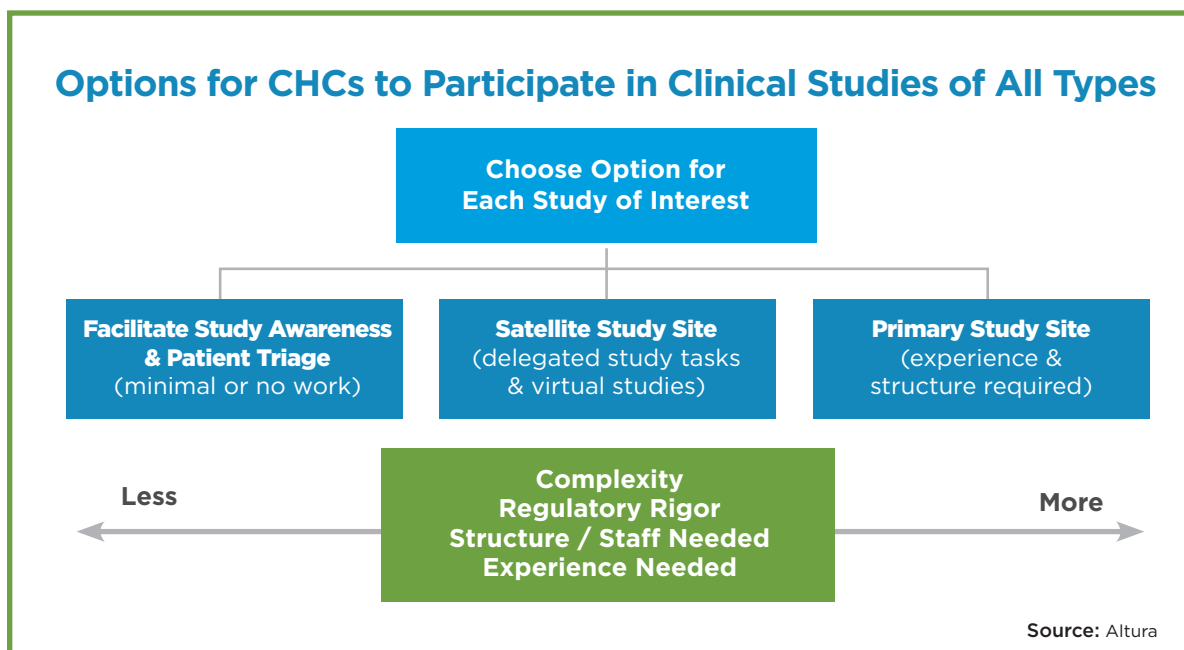 Options for CHCs to Participate in Clinical Studies of All Types
Choose Option for
Each Study of Interest
Facilitate Study Awareness
& Patient Triage
(minimal or no work)
Satellite Study Site
(delegated study tasks
& virtual studies)
Primary Study Site
(experience &
structure required)
Less
Complexity
Regulatory Rigor
Structure / Staff Needed
Experience Needed
More
Source: Altura